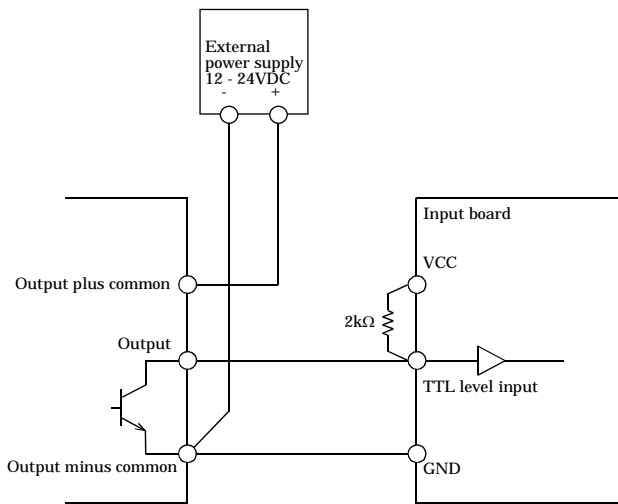 External
power supply
12 - 24VDC
- +
Input board
VCC
Output plus common
2kΩ
Output
TTL level input
Output minus common
GND